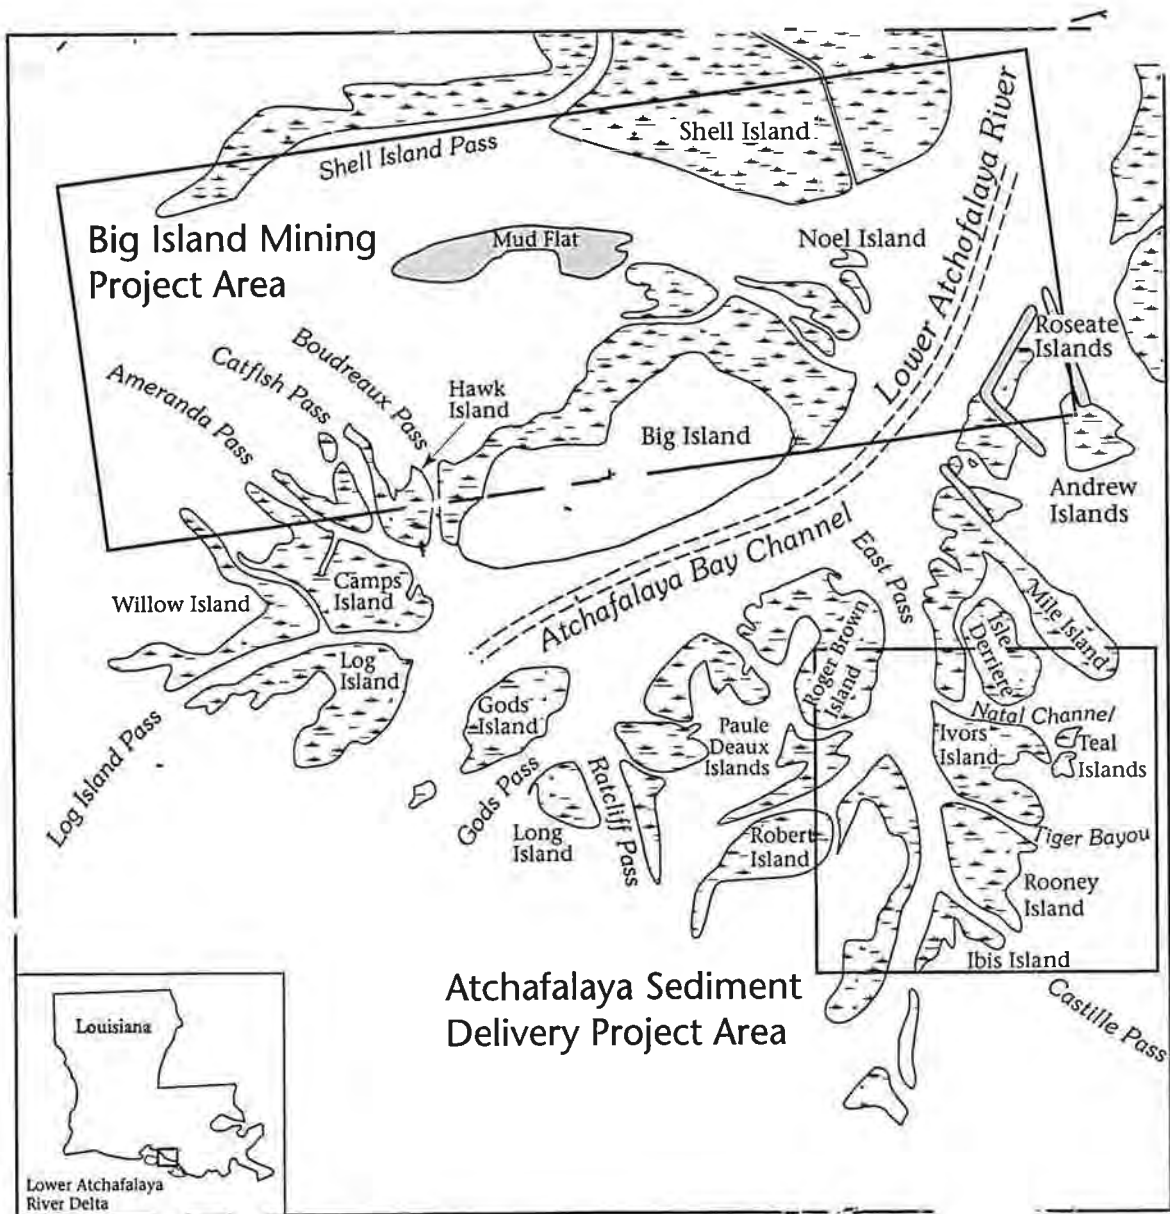 Shell Island Pass
Shell Island
Lower Atchofalaya River
Big Island Mining
Project Area
Mud Flat
Noel Island
Roseate
Islands
Boudreaux Pass
Catfish Pass
Ameranda Pass
Hawk
Island
Big Island
Andrew
Islands
Atchafalaya Bay Channel
East Pass
Willow Island
Camps
Island
Mile Island
Isle
Derriere
Log
Island
Roger Brown
Island
Gods
Island
Paule
Deaux
Islands
Natal Channel
Ivors
Island
Teal
Islands
Log Island Pass
Gods Pass
Ratcliff Pass
Long
Island
Robert
Island
Tiger Bayou
Rooney
Island
Ibis Island
Castille Pass
Atchafalaya Sediment
Delivery Project Area
Louisiana
Lower Atchafalaya
River Delta